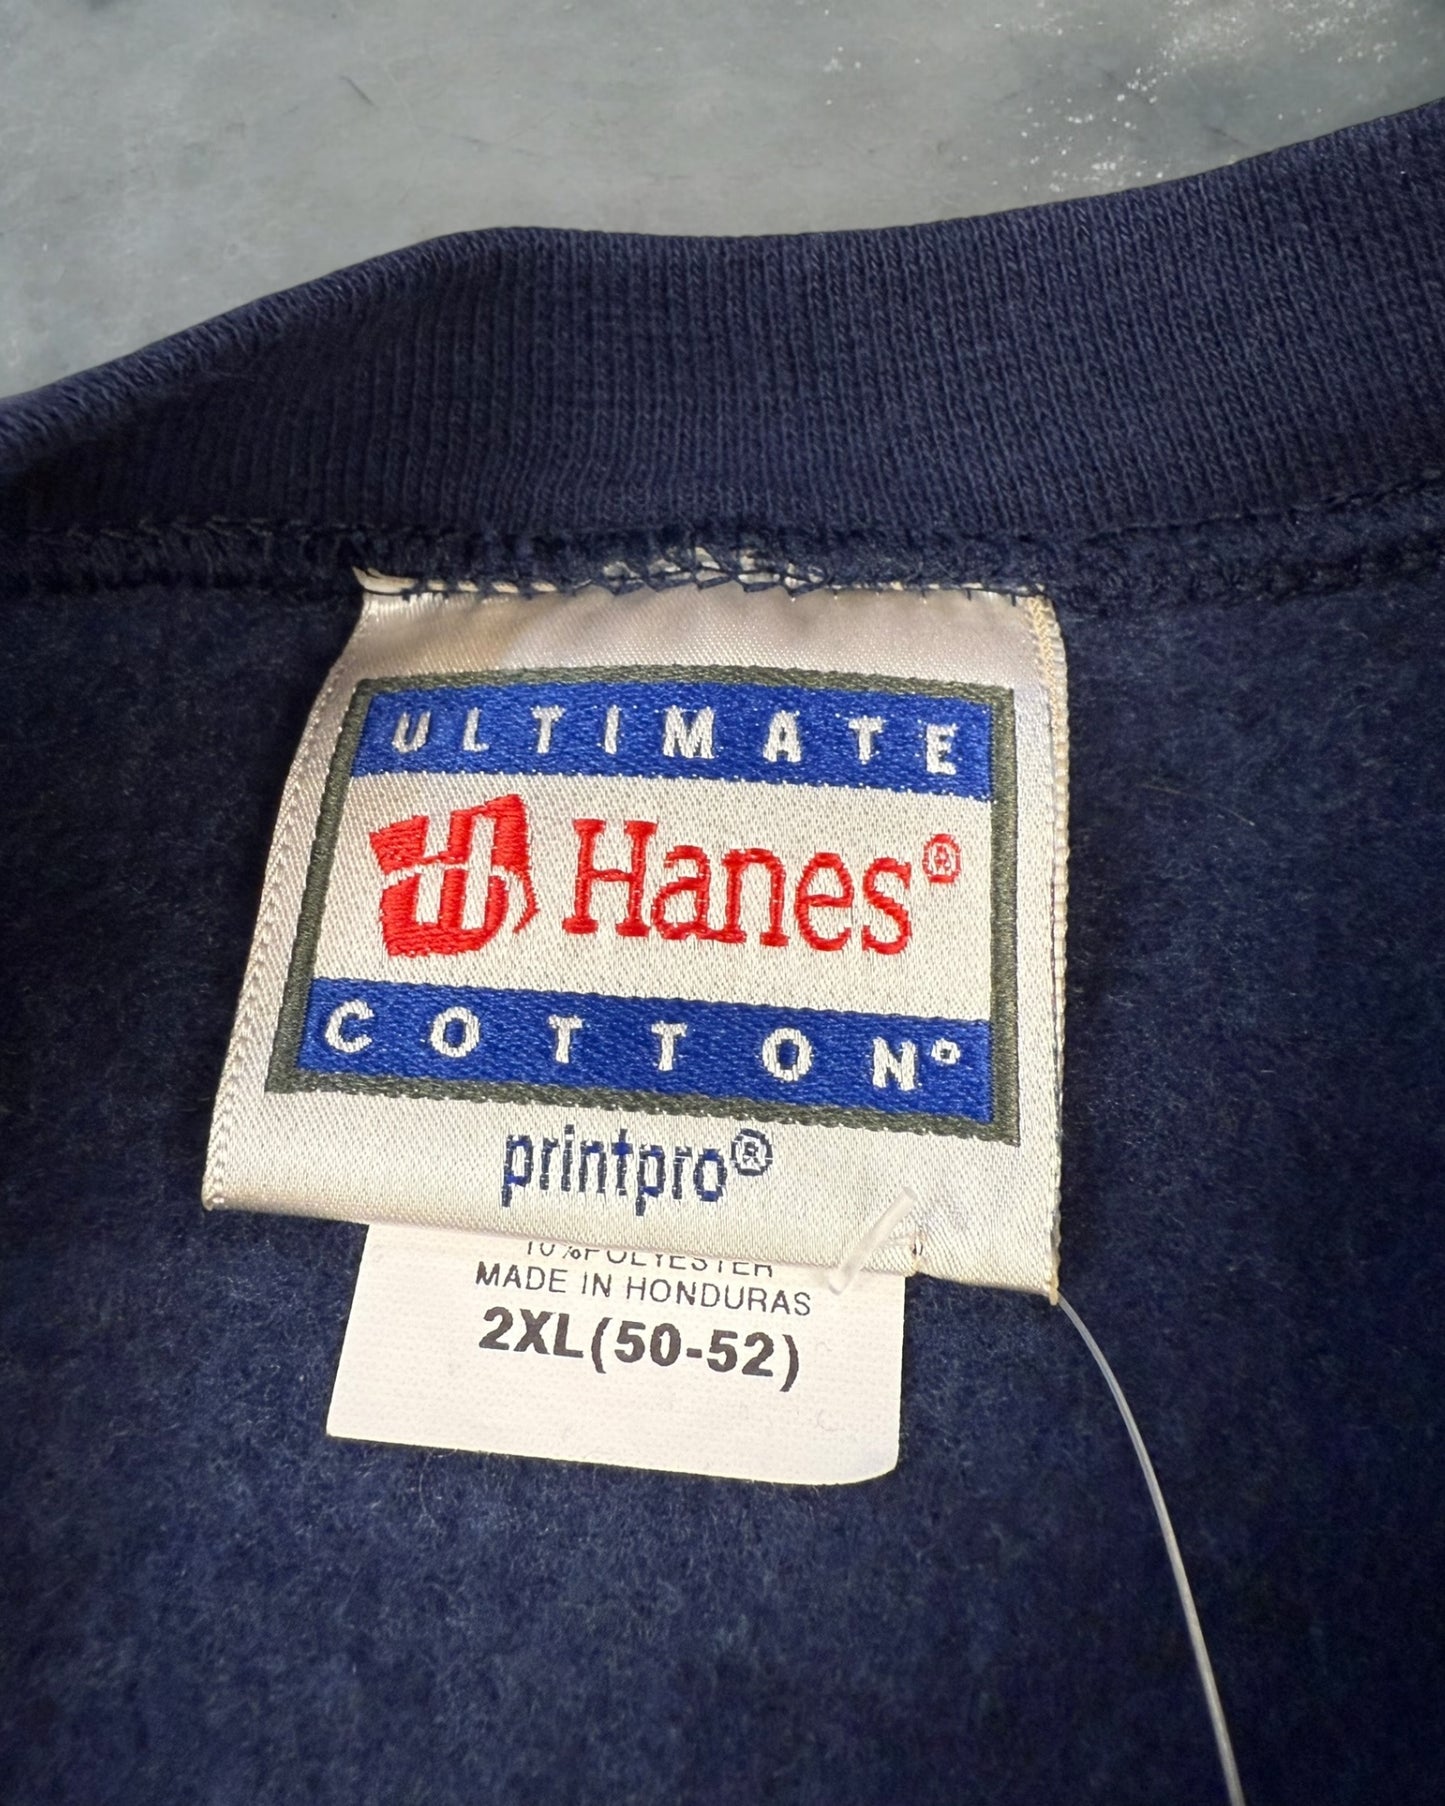 ULTIMATE
Hanes®
COTTON®
printpro®
10%POLYESTER
MADE IN HONDURAS
2XL(50-52)